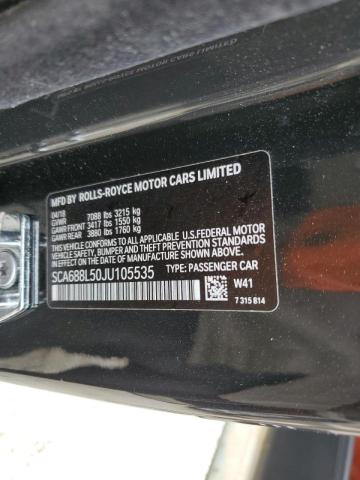 MFD BY ROLLS-ROYCE MOTOR CARS LIMITED
04/18
GVWR 7088 lbs 3215 kg
GAWR FRONT 3417 lbs 1550 kg
GAWR REAR 3880 lbs 1760 kg
THIS VEHICLE CONFORMS TO ALL APPLICABLE U.S.FEDERAL MOTOR
VEHICLE SAFETY, BUMPER, AND THEFT PREVENTION STANDARDS
IN EFFECT ON THE DATE OF MANUFACTURE SHOWN ABOVE.
SCA688L50JU105535 TYPE: PASSENGER CAR
W41
7 315 814